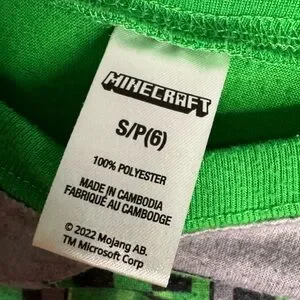 MINECRAFT
S/P(6)
100% POLYESTER
MADE IN CAMBODIA
FABRIQUÉ AU CAMBODGE
© 2022 Mojang AB.
TM Microsoft Corp